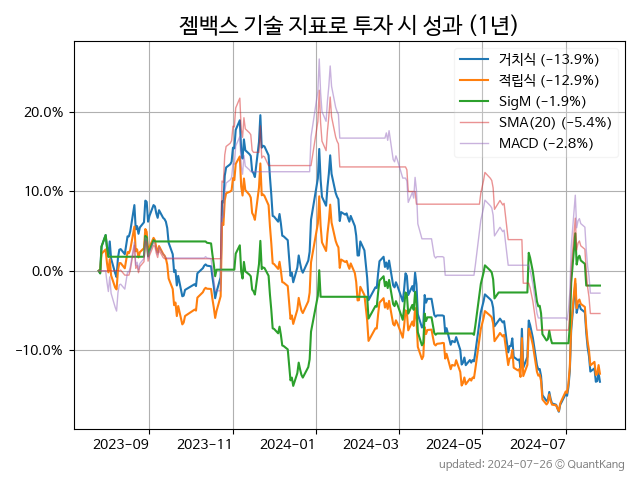 젬백스 기술 지표로 투자 시 성과 (1년)
거치식 (−13.9%)
적립식 (−12.9%)
SigM (−1.9%)
SMA(20) (−5.4%)
MACD (−2.8%)
20.0%
10.0%
0.0%
−10.0%
2023-09
2023-11
2024-01
2024-03
2024-05
2024-07
updated: 2024-07-26 © QuantKang